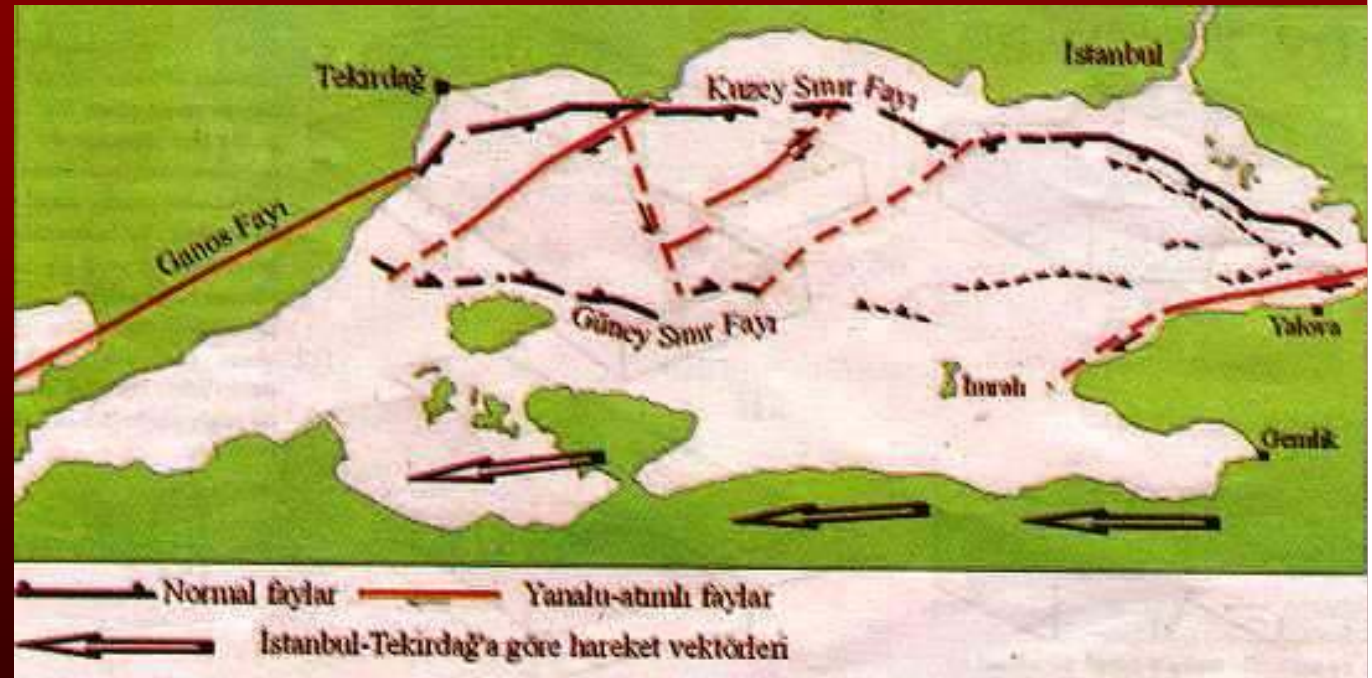 İstanbul
Tekirdağ
Kuzey Sınır Fayı
Ganos Fayı
Güney Sınır Fayı
Yalova
İmralı
Gemlik
Normal faylar
Yanalu-atımlı faylar
İstanbul-Tekirdağ'a göre hareket vektörleri